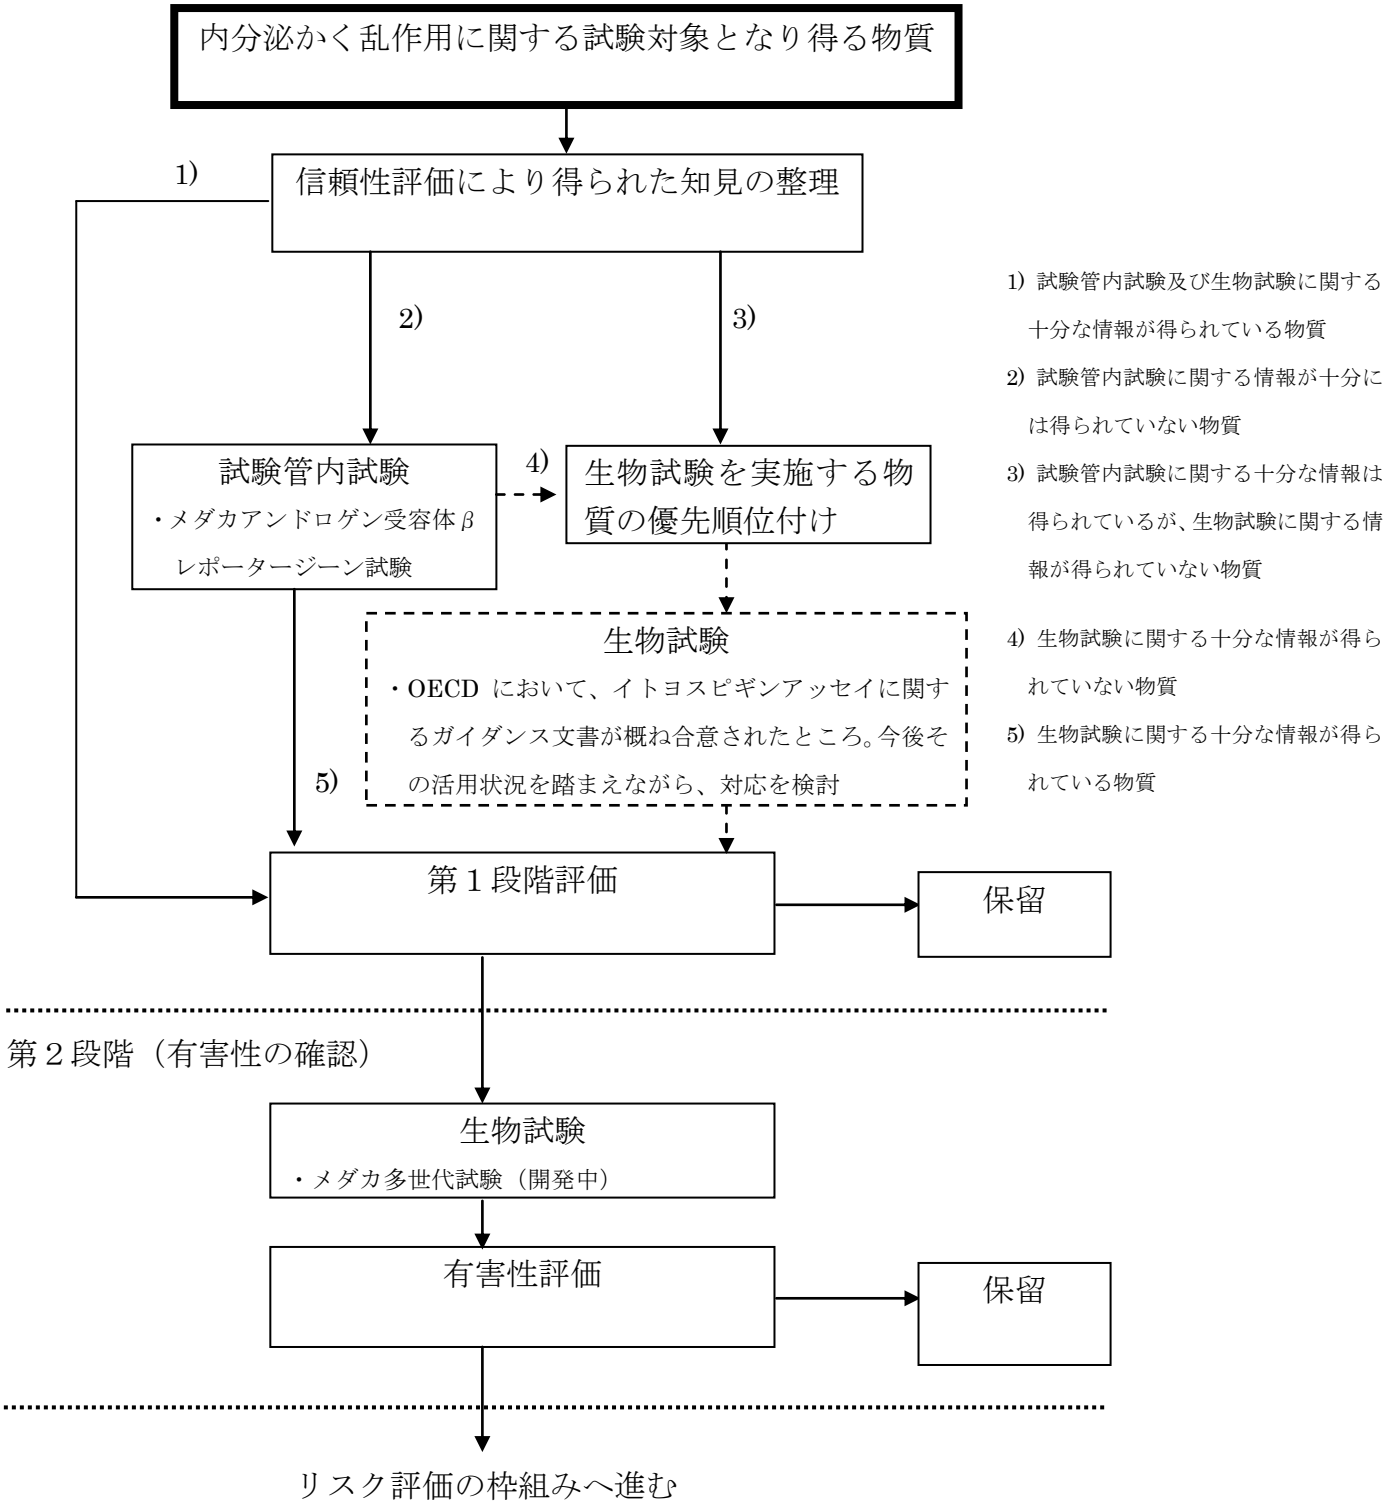 内分泌かく乱作用に関する試験対象となり得る物質
1)
信頼性評価により得られた知見の整理
2)
3)
1) 試験管内試験及び生物試験に関する
十分な情報が得られている物質
2) 試験管内試験に関する情報が十分に
は得られていない物質
3) 試験管内試験に関する十分な情報は
得られているが、生物試験に関する情
報が得られていない物質
4) 生物試験に関する十分な情報が得ら
れていない物質
5) 生物試験に関する十分な情報が得ら
れている物質
試験管内試験
・メダカアンドロゲン受容体β
レポータージーン試験
4)
生物試験を実施する物
質の優先順位付け
生物試験
・OECD において、イトヨスピギンアッセイに関す
るガイダンス文書が概ね合意されたところ。今後そ
の活用状況を踏まえながら、対応を検討
5)
第１段階評価
保留
第２段階（有害性の確認）
生物試験
・メダカ多世代試験（開発中）
有害性評価
保留
リスク評価の枠組みへ進む